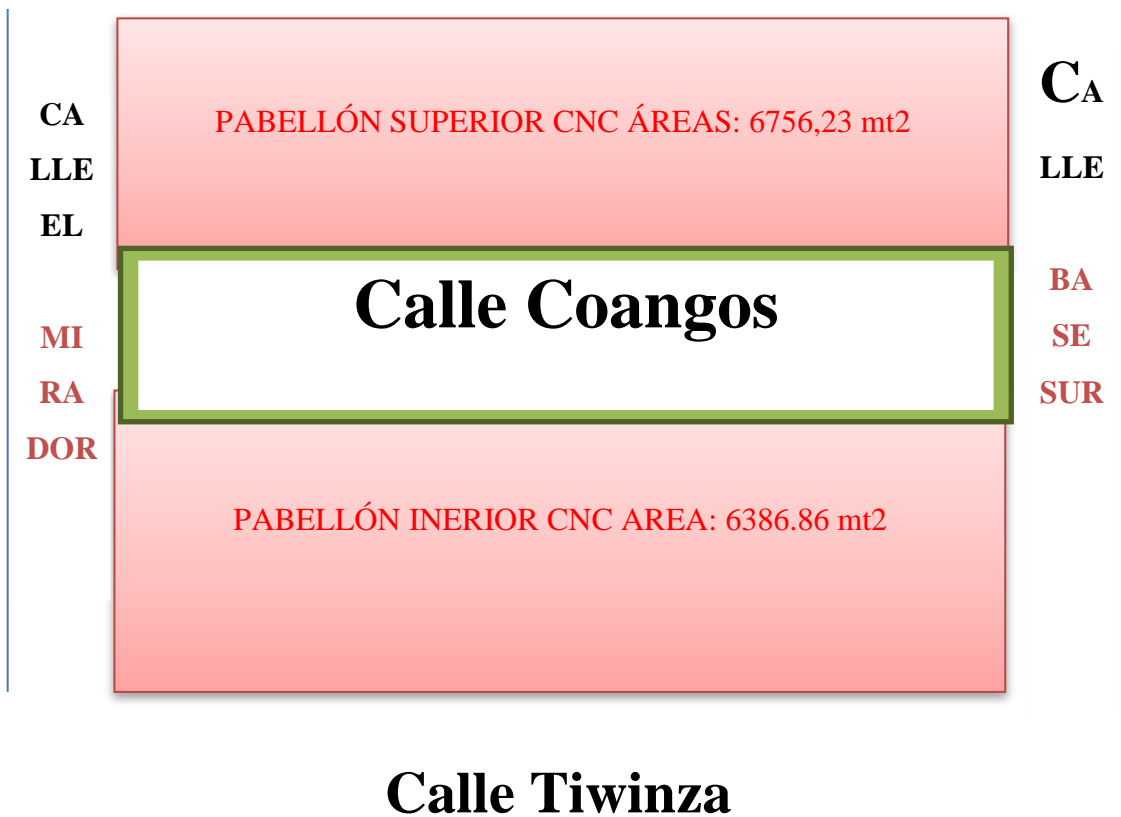 CA
LLE
EL
MI
RA
DOR
PABELLÓN SUPERIOR CNC ÁREAS: 6756,23 mt2
Calle Coangos
PABELLÓN INERIOR CNC AREA: 6386.86 mt2
CA
LLE
BA
SE
SUR
Calle Tiwinza